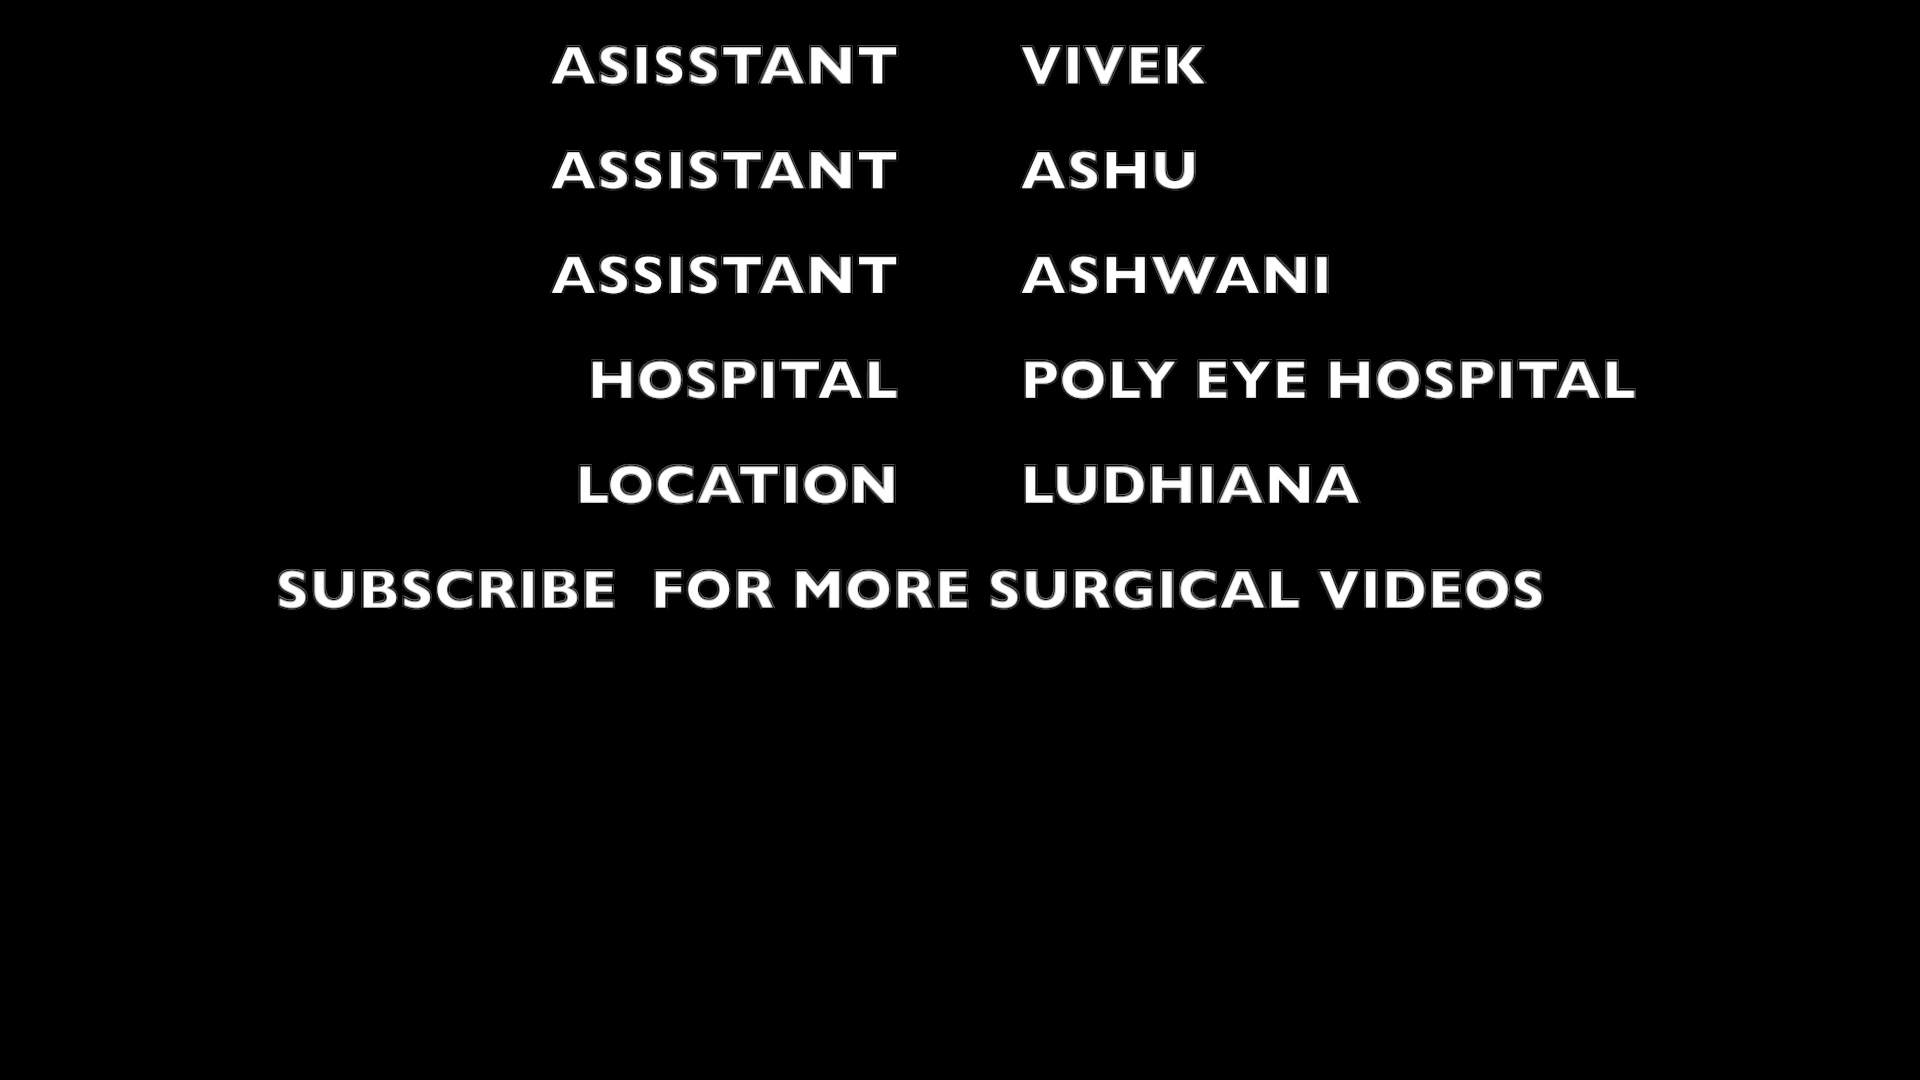 ASISSTANT VIVEK
ASSISTANT ASHU
ASSISTANT ASHWANI
HOSPITAL POLY EYE HOSPITAL
LOCATION LUDHIANA
SUBSCRIBE FOR MORE SURGICAL VIDEOS